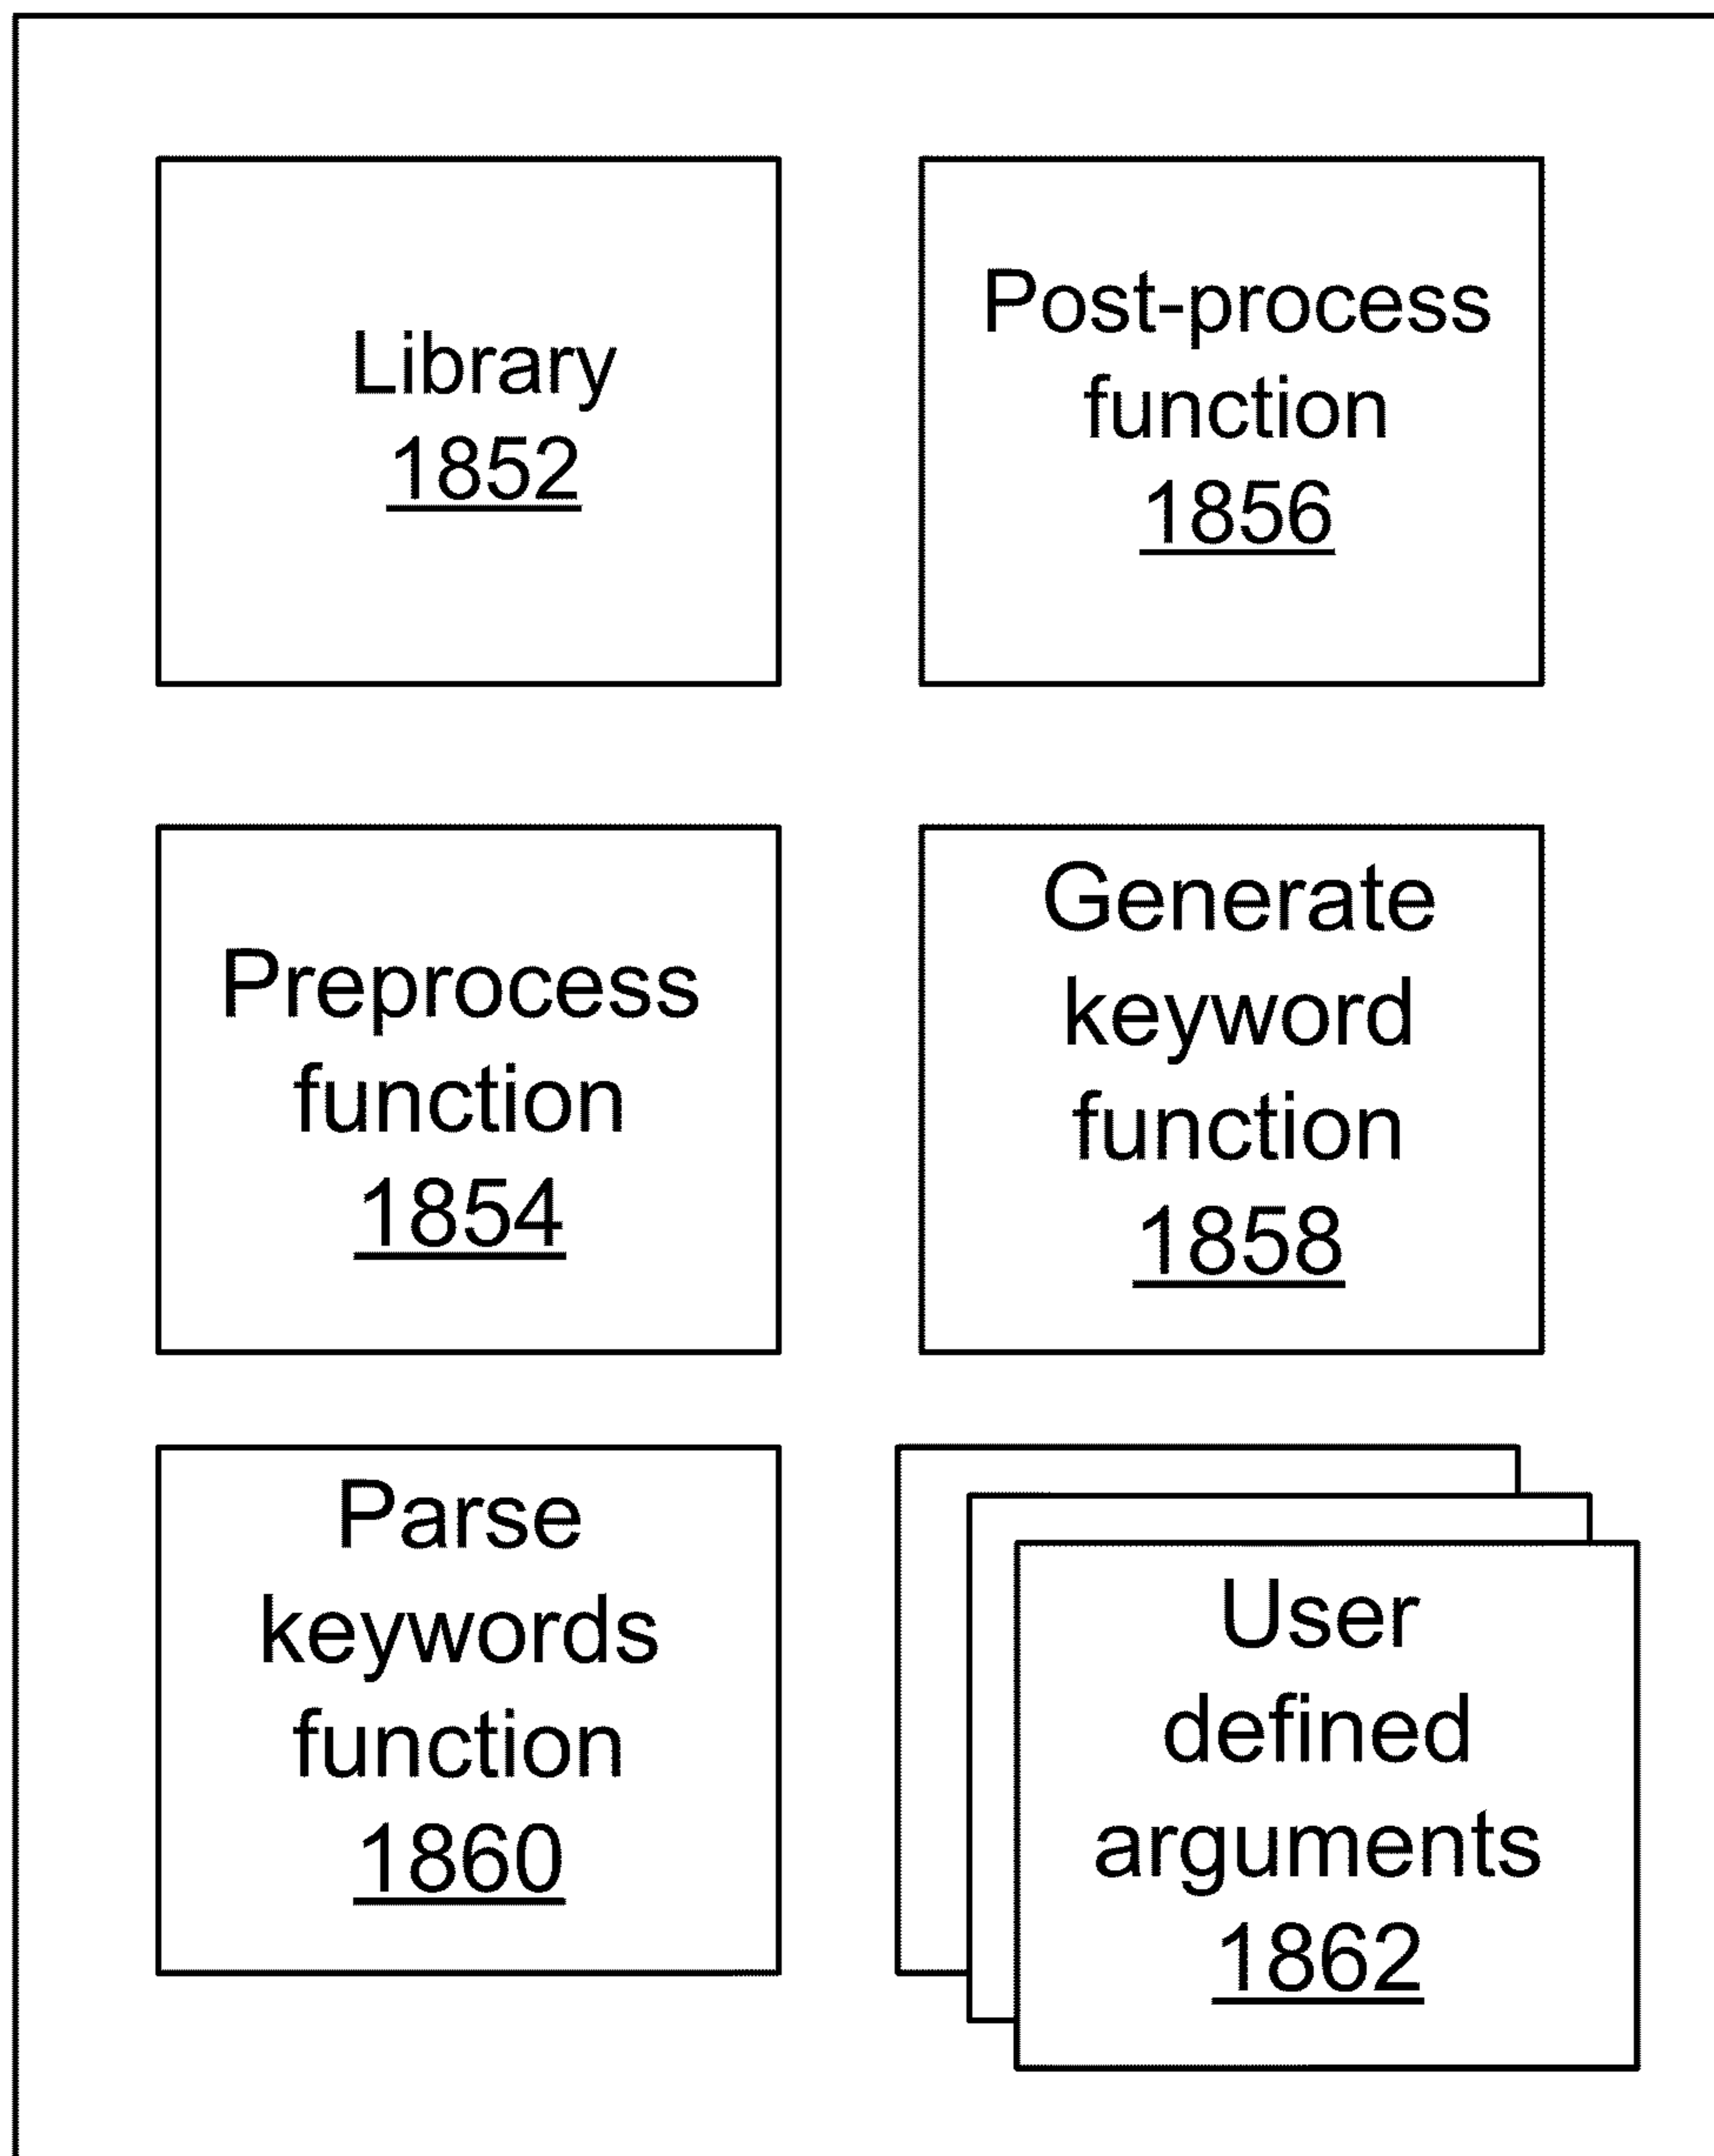 Library
1852
Post-process
function
1856
Preprocess
function
1854
Generate
keyword
function
1858
Parse
keywords
function
1860
User
defined
arguments
1862